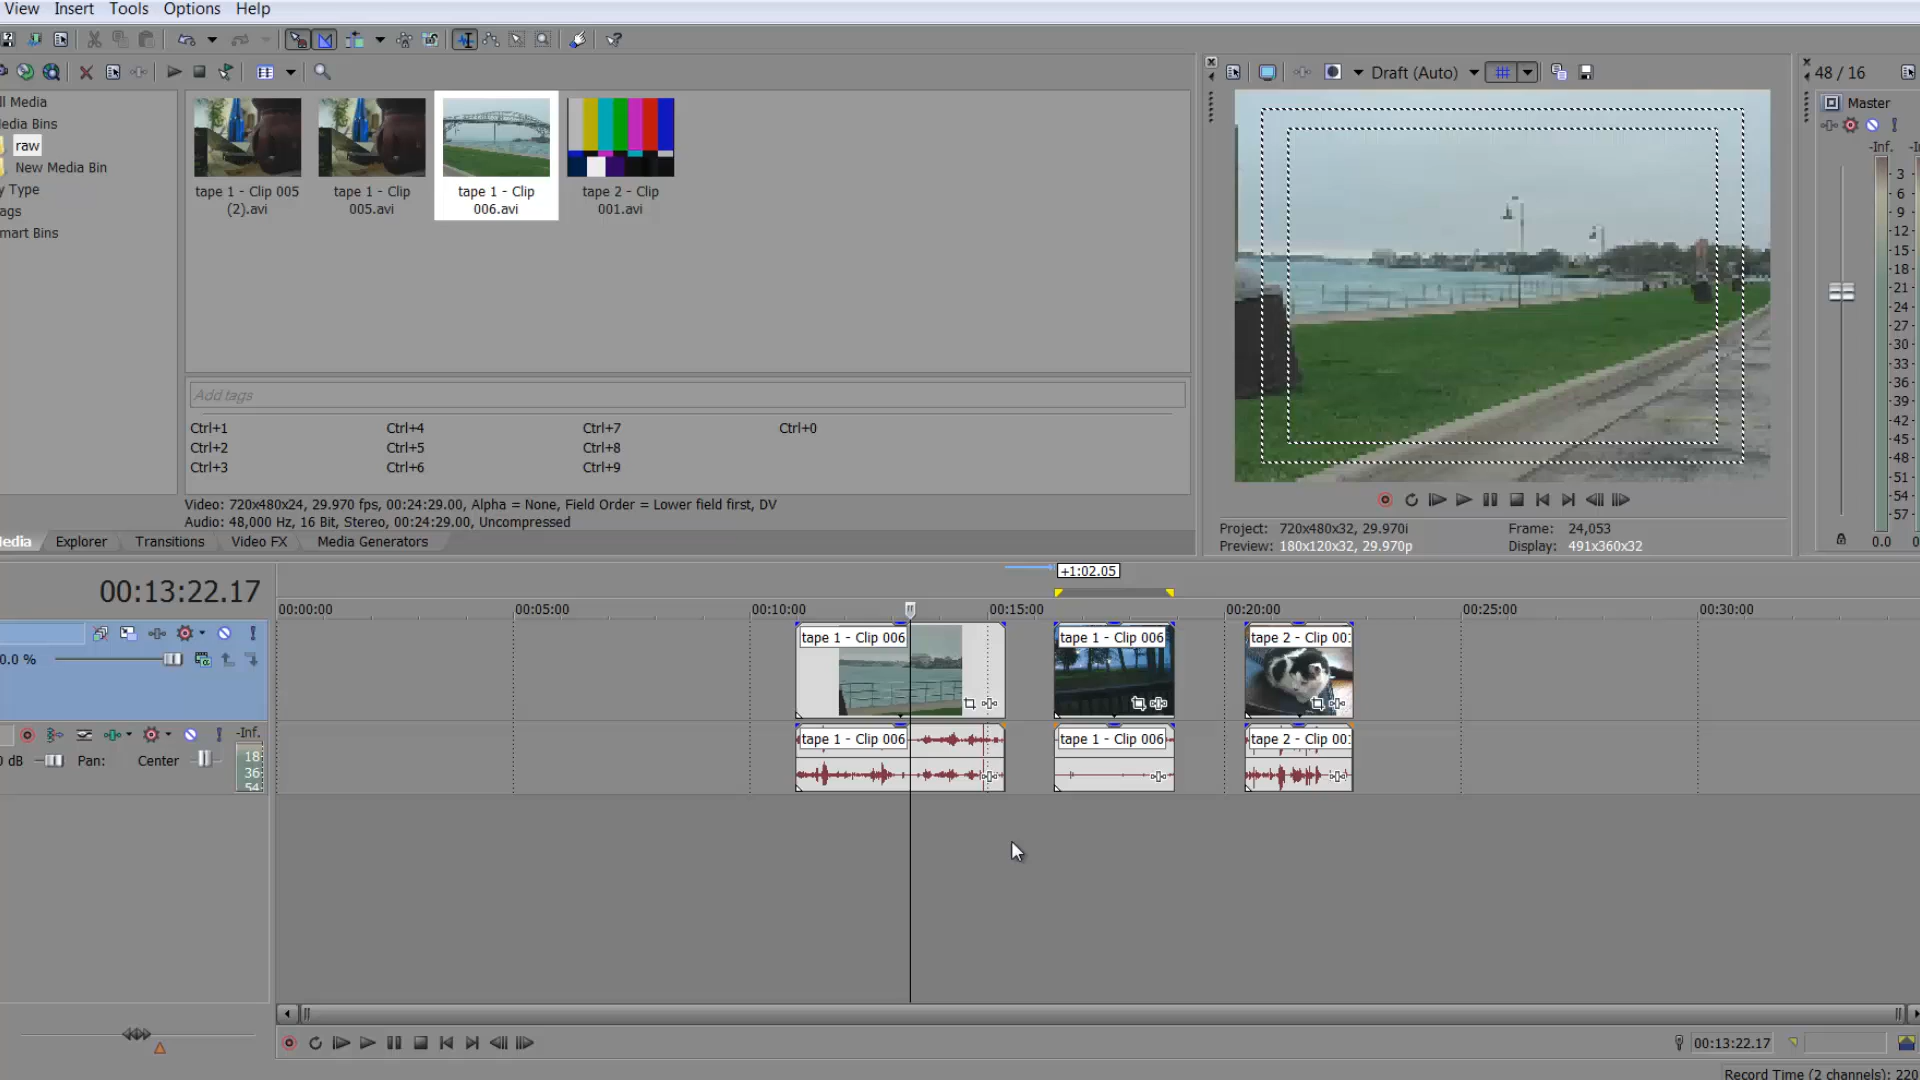 View Insert Tools Options Help
Draft (Auto)
48 / 16
ll Media
edia Bins
raw
New Media Bin
y Type
ags
mart Bins
tape 1 - Clip 005 (2).avi
tape 1 - Clip 005.avi
tape 1 - Clip 006.avi
tape 2 - Clip 001.avi
Add tags
Ctrl+1 Ctrl+4 Ctrl+7 Ctrl+0
Ctrl+2 Ctrl+5 Ctrl+8
Ctrl+3 Ctrl+6 Ctrl+9
Video: 720x480x24, 29.970 fps, 00:24:29.00, Alpha = None, Field Order = Lower field first, DV
Audio: 48,000 Hz, 16 Bit, Stereo, 00:24:29.00, Uncompressed
edia Explorer Transitions Video FX Media Generators
Project: 720x480x32, 29.970i Frame: 24,053
Preview: 180x120x32, 29.970p Display: 491x360x32
Master
-Inf. -In
3
6
9
-12
-15
-18
-21
-24
-27
-30
-33
-36
-39
-42
-45
-48
-51
-54
-57
0.0 0
00:13:22.17
+1:02.05
00:00:00 00:05:00 00:10:00 00:15:00 00:20:00 00:25:00 00:30:00
0.0 %
tape 1 - Clip 006 tape 1 - Clip 006 tape 2 - Clip 00
-Inf.
0 dB Pan: Center
18
36
54
tape 1 - Clip 006 tape 1 - Clip 006 tape 2 - Clip 00
00:13:22.17
Record Time (2 channels): 220